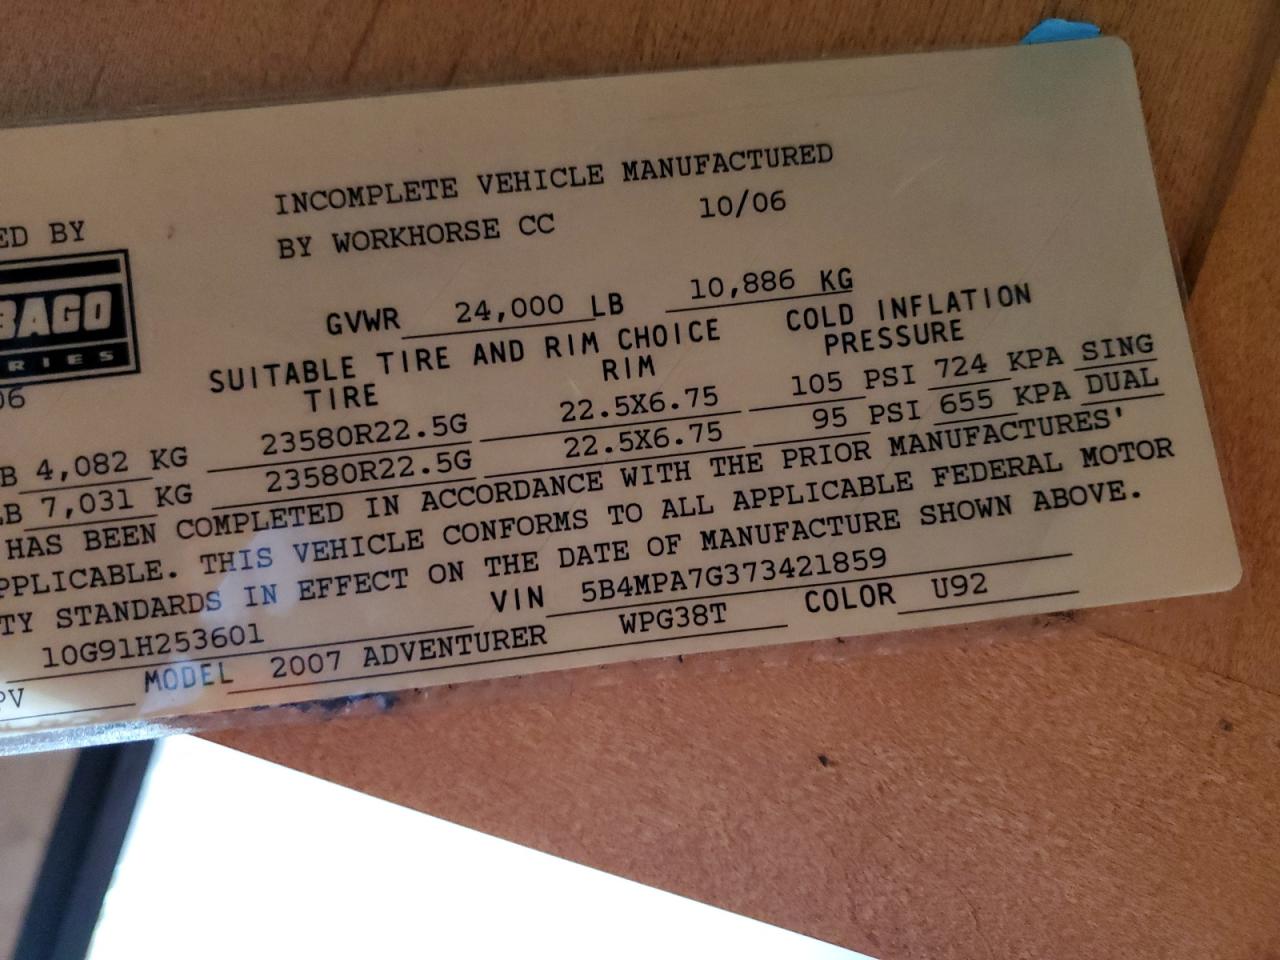 INCOMPLETE VEHICLE MANUFACTURED
ED BY
BY WORKHORSE CC 10/06
BAGO
RIES
06
GVWR 24,000 LB 10,886 KG
SUITABLE TIRE AND RIM CHOICE COLD INFLATION
TIRE RIM PRESSURE
B 4,082 KG 23580R22.5G 22.5X6.75 105 PSI 724 KPA SING
LB 7,031 KG 23580R22.5G 22.5X6.75 95 PSI 655 KPA DUAL
HAS BEEN COMPLETED IN ACCORDANCE WITH THE PRIOR MANUFACTURES'
PPLICABLE. THIS VEHICLE CONFORMS TO ALL APPLICABLE FEDERAL MOTOR
TY STANDARDS IN EFFECT ON THE DATE OF MANUFACTURE SHOWN ABOVE.
10G91H253601 VIN 5B4MPA7G373421859
PV MODEL 2007 ADVENTURER WPG38T COLOR U92